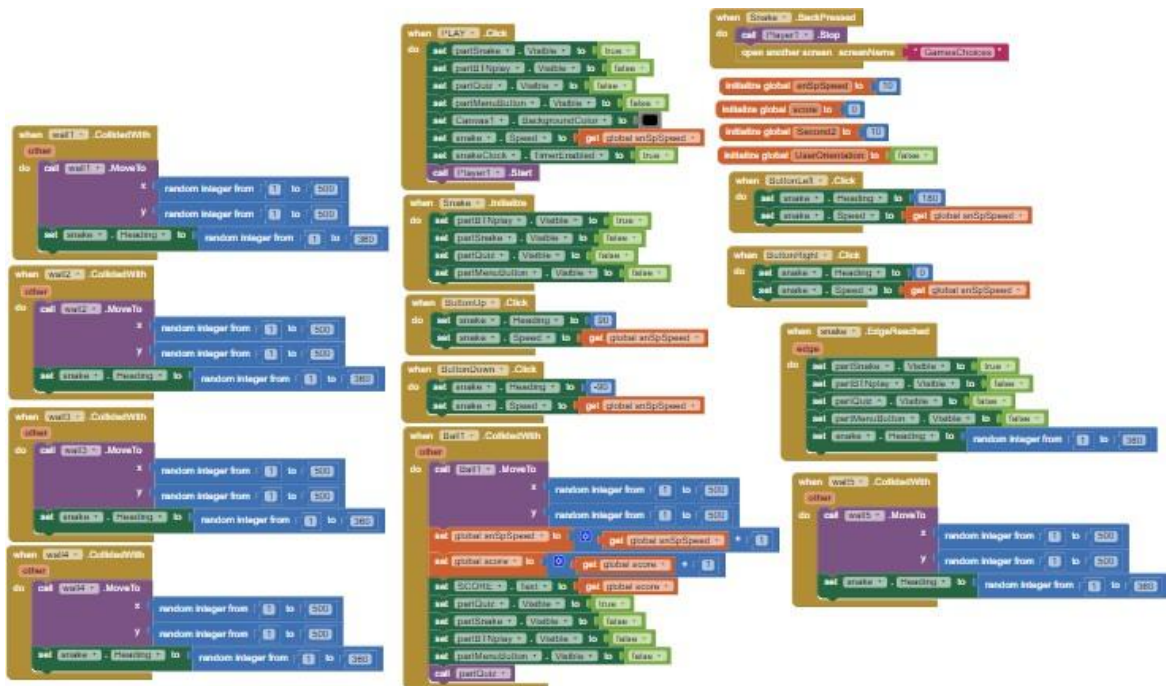 when wall1 .CollidedWith
other
do call wall1 .MoveTo
x random integer from 1 to 500
y random integer from 1 to 500
set snake . Heading to random integer from 1 to 360
when wall2 .CollidedWith
other
do call wall2 .MoveTo
x random integer from 1 to 500
y random integer from 1 to 500
set snake . Heading to random integer from 1 to 360
when wall3 .CollidedWith
other
do call wall3 .MoveTo
x random integer from 1 to 500
y random integer from 1 to 500
set snake . Heading to random integer from 1 to 360
when wall4 .CollidedWith
other
do call wall4 .MoveTo
x random integer from 1 to 500
y random integer from 1 to 500
set snake . Heading to random integer from 1 to 360
when PLAY .Click
do set partSnake . Visible to true
set partBTNplay . Visible to false
set partQuiz . Visible to false
set partMenuButton . Visible to false
set Canvas1 . BackgroundColor to
set snake . Speed to get global snSpSpeed
set snakeClock . TimerEnabled to true
call Player1 .Start
when Snake .Initialize
do set partBTNplay . Visible to true
set partSnake . Visible to false
set partQuiz . Visible to false
set partMenuButton . Visible to false
when ButtonUp .Click
do set snake . Heading to 90
set snake . Speed to get global snSpSpeed
when ButtonDown .Click
do set snake . Heading to -90
set snake . Speed to get global snSpSpeed
when Ball1 .CollidedWith
other
do call Ball1 .MoveTo
x random integer from 1 to 500
y random integer from 1 to 500
set global snSpSpeed to get global snSpSpeed + 1
set global score to get global score + 1
set SCORE . Text to get global score
set partQuiz . Visible to true
set partSnake . Visible to false
set partBTNplay . Visible to false
set partMenuButton . Visible to false
call partQuiz
when Snake .BackPressed
do call Player1 .Stop
open another screen screenName " GamesChoices "
initialize global snSpSpeed to 10
initialize global score to 0
initialize global Second2 to 10
initialize global UserOrientation to false
when ButtonLeft .Click
do set snake . Heading to 180
set snake . Speed to get global snSpSpeed
when ButtonRight .Click
do set snake . Heading to 0
set snake . Speed to get global snSpSpeed
when snake .EdgeReached
edge
do set partSnake . Visible to true
set partBTNplay . Visible to false
set partQuiz . Visible to false
set partMenuButton . Visible to false
set snake . Heading to random integer from 1 to 360
when wall5 .CollidedWith
other
do call wall5 .MoveTo
x random integer from 1 to 500
y random integer from 1 to 500
set snake . Heading to random integer from 1 to 360